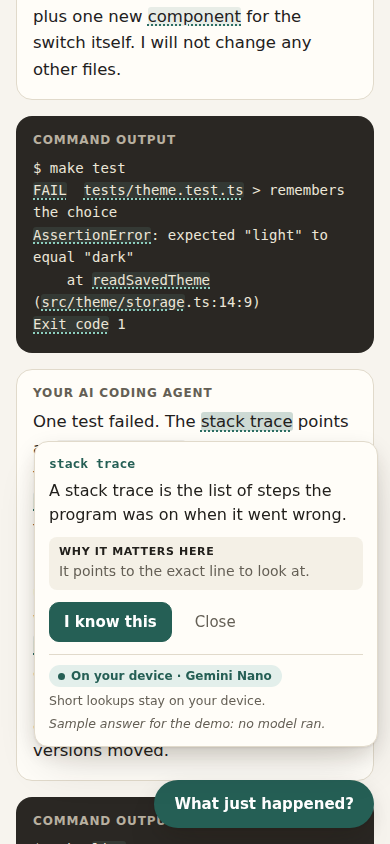 plus one new component for the
switch itself. I will not change any
other files.
COMMAND OUTPUT
$ make test
FAIL  tests/theme.test.ts > remembers
the choice
AssertionError: expected "light" to
equal "dark"
    at readSavedTheme
(src/theme/storage.ts:14:9)
Exit code 1
YOUR AI CODING AGENT
One test failed. The stack trace points
stack trace
A stack trace is the list of steps the
program was on when it went wrong.
WHY IT MATTERS HERE
It points to the exact line to look at.
I know this
Close
On your device · Gemini Nano
Short lookups stay on your device.
Sample answer for the demo: no model ran.
versions moved.
What just happened?
COMMAND